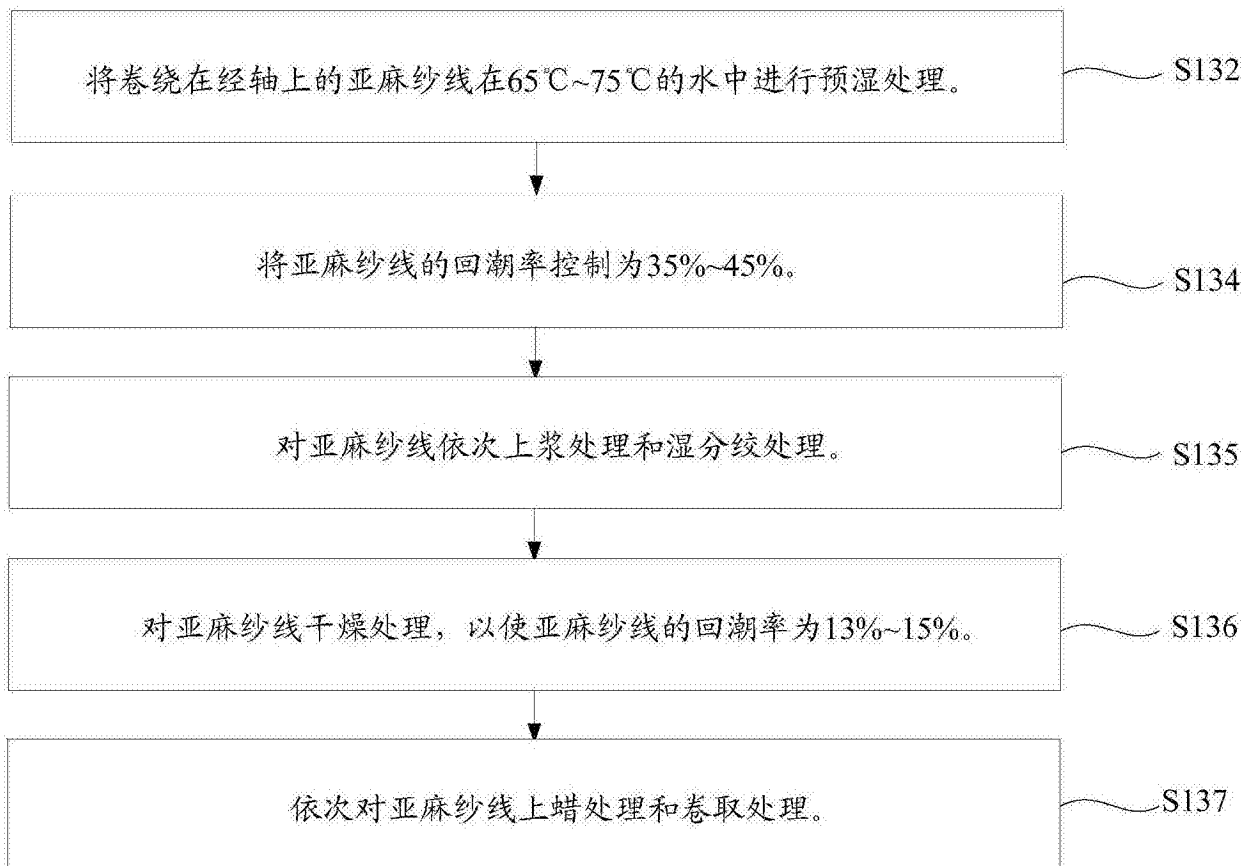 将卷绕在经轴上的亚麻纱线在65℃~75℃的水中进行预湿处理。
S132
将亚麻纱线的回潮率控制为35%~45%。
S134
对亚麻纱线依次上浆处理和湿分绞处理。
S135
对亚麻纱线干燥处理，以使亚麻纱线的回潮率为13%~15%。
S136
依次对亚麻纱线上蜡处理和卷取处理。
S137